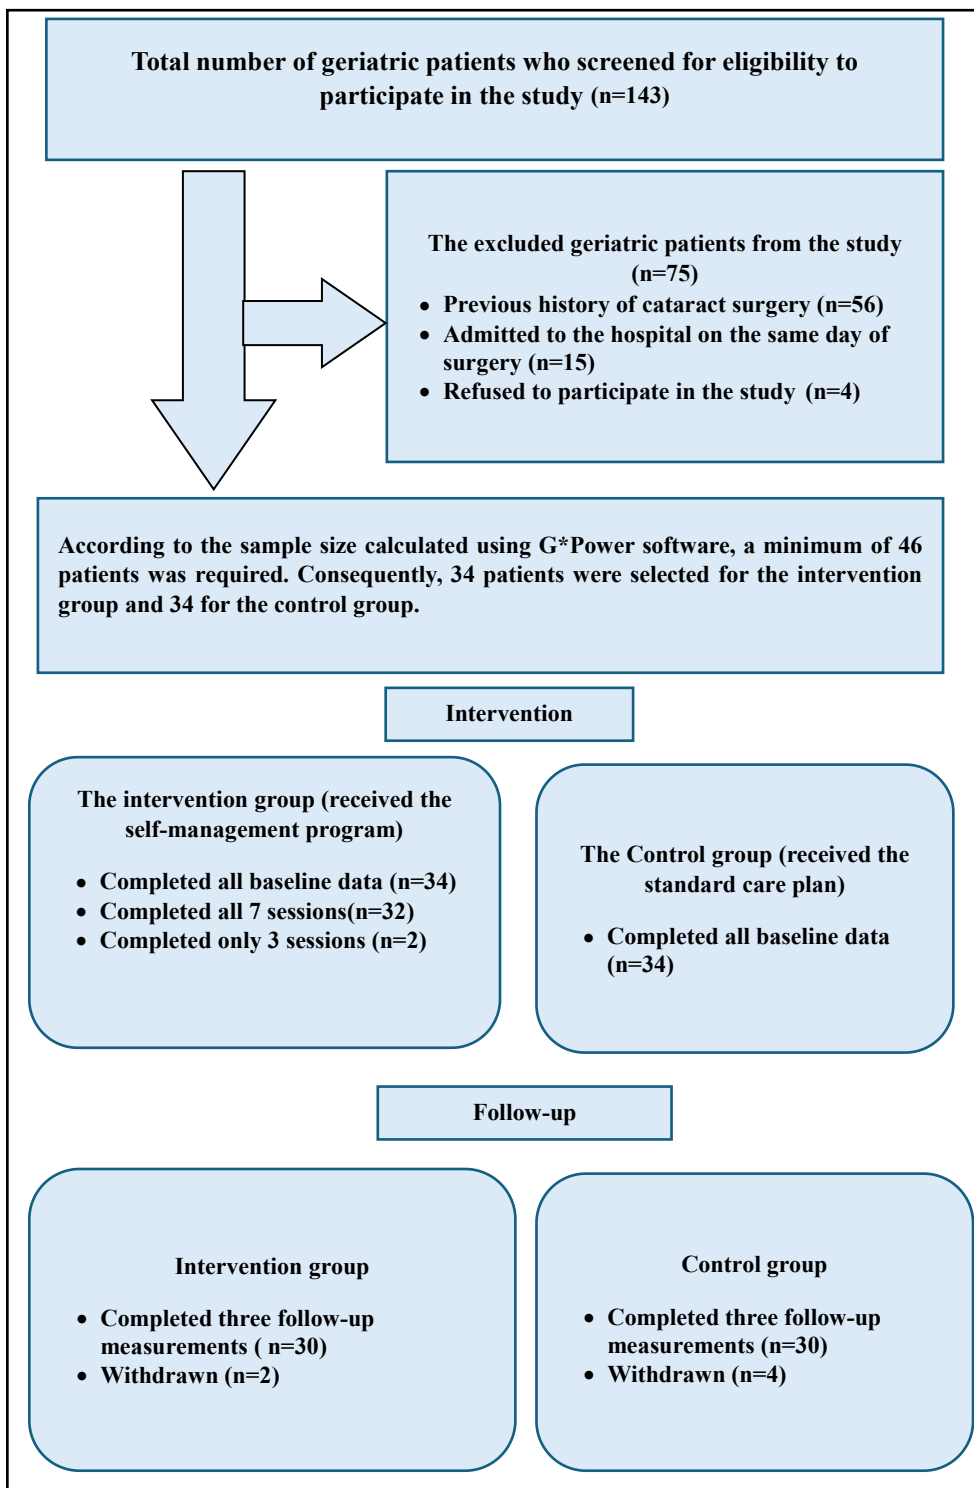 Total number of geriatric patients who screened for eligibility to
participate in the study (n=143)
The excluded geriatric patients from the study
(n=75)
• Previous history of cataract surgery (n=56)
• Admitted to the hospital on the same day of
surgery (n=15)
• Refused to participate in the study (n=4)
According to the sample size calculated using G*Power software, a minimum of 46
patients was required. Consequently, 34 patients were selected for the intervention
group and 34 for the control group.
Intervention
The intervention group (received the
self-management program)
• Completed all baseline data (n=34)
• Completed all 7 sessions(n=32)
• Completed only 3 sessions (n=2)
The Control group (received the
standard care plan)
• Completed all baseline data
(n=34)
Follow-up
Intervention group
• Completed three follow-up
measurements ( n=30)
• Withdrawn (n=2)
Control group
• Completed three follow-up
measurements (n=30)
• Withdrawn (n=4)